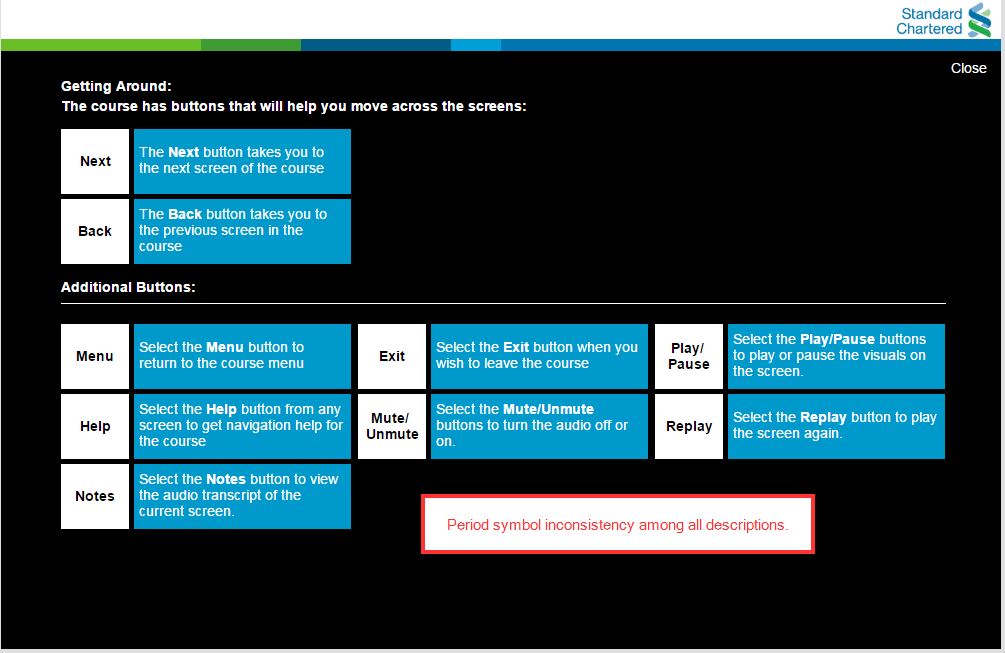 Standard
Chartered
Close
Getting Around:
The course has buttons that will help you move across the screens:
Next
The Next button takes you to
the next screen of the course
Back
The Back button takes you to
the previous screen in the
course
Additional Buttons:
Menu
Select the Menu button to
return to the course menu
Exit
Select the Exit button when you
wish to leave the course
Play/
Pause
Select the Play/Pause buttons
to play or pause the visuals on
the screen.
Help
Select the Help button from any
screen to get navigation help for
the course
Mute/
Unmute
Select the Mute/Unmute
buttons to turn the audio off or
on.
Replay
Select the Replay button to play
the screen again.
Notes
Select the Notes button to view
the audio transcript of the
current screen.
Period symbol inconsistency among all descriptions.